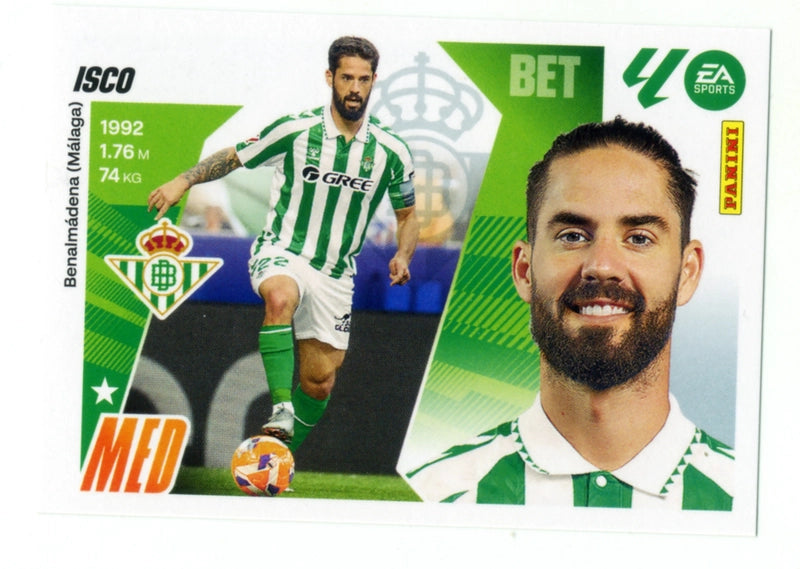 ISCO
Benalmádena (Málaga)
1992
1.76 M
74 KG
BET
EA
SPORTS
PANINI
GREE
22
MED